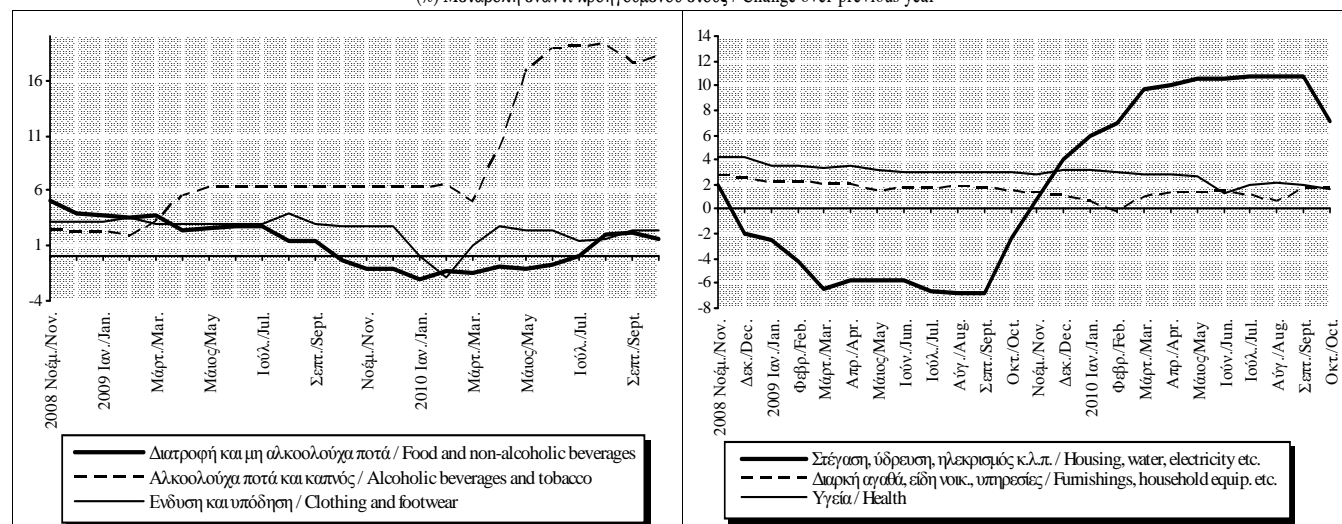 (%) Μεταβολή έναντι προηγούμενου έτους / Change over previous year
16
11
6
1
-4
2008 Νοέμ./Nov.
2009 Ιαν./Jan.
Μάρτ./Mar.
Μάιος/May
Ιούλ./Jul.
Σεπτ./Sept.
Νοέμ./Nov.
2010 Ιαν./Jan.
Μάρτ./Mar.
Μάιος/May
Ιούλ./Jul.
Σεπτ./Sept.
Διατροφή και μη αλκοολούχα ποτά / Food and non-alcoholic beverages
Αλκοολούχα ποτά και καπνός / Alcoholic beverages and tobacco
Ενδυση και υπόδηση / Clothing and footwear
14
12
10
8
6
4
2
0
-2
-4
-6
-8
2008 Νοέμ./Nov.
Δεκ./Dec.
2009 Ιαν./Jan.
Φεβρ./Feb.
Μάρτ./Mar.
Απρ./Apr.
Μάιος/May
Ιούν./Jun.
Ιούλ./Jul.
Αύγ./Aug.
Σεπτ./Sept.
Οκτ./Oct.
Νοέμ./Nov.
Δεκ./Dec.
2010 Ιαν./Jan.
Φεβρ./Feb.
Μάρτ./Mar.
Απρ./Apr.
Μάιος/May
Ιούν./Jun.
Ιούλ./Jul.
Αύγ./Aug.
Σεπτ./Sept.
Οκτ./Oct.
Στέγαση, ύδρευση, ηλεκρισμός κ.λ.π. / Housing, water, electricity etc.
Διαρκή αγαθά, είδη νοικ., υπηρεσίες / Furnishings, household equip. etc.
Υγεία / Health